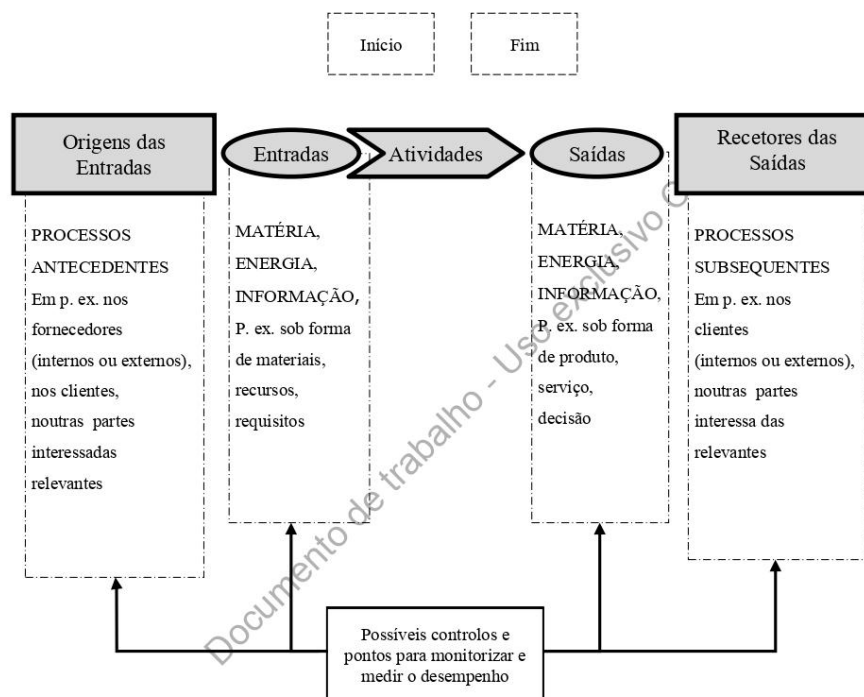 Início
Fim
Origens das
Entradas
Entradas
Atividades
Saídas
Recetores das
Saídas
PROCESSOS
ANTECEDENTES
Em p. ex. nos
fornecedores
(internos ou externos),
nos clientes,
noutras partes
interessadas
relevantes
MATÉRIA,
ENERGIA,
INFORMAÇÃO,
P. ex. sob forma
de materiais,
recursos,
requisitos
MATÉRIA,
ENERGIA,
INFORMAÇÃO,
P. ex. sob forma
de produto,
serviço,
decisão
PROCESSOS
SUBSEQUENTES
Em p. ex. nos
clientes
(internos ou externos),
noutras partes
interessa das
relevantes
Possíveis controlos e
pontos para monitorizar e
medir o desempenho
Documento de trabalho - Uso exclusivo